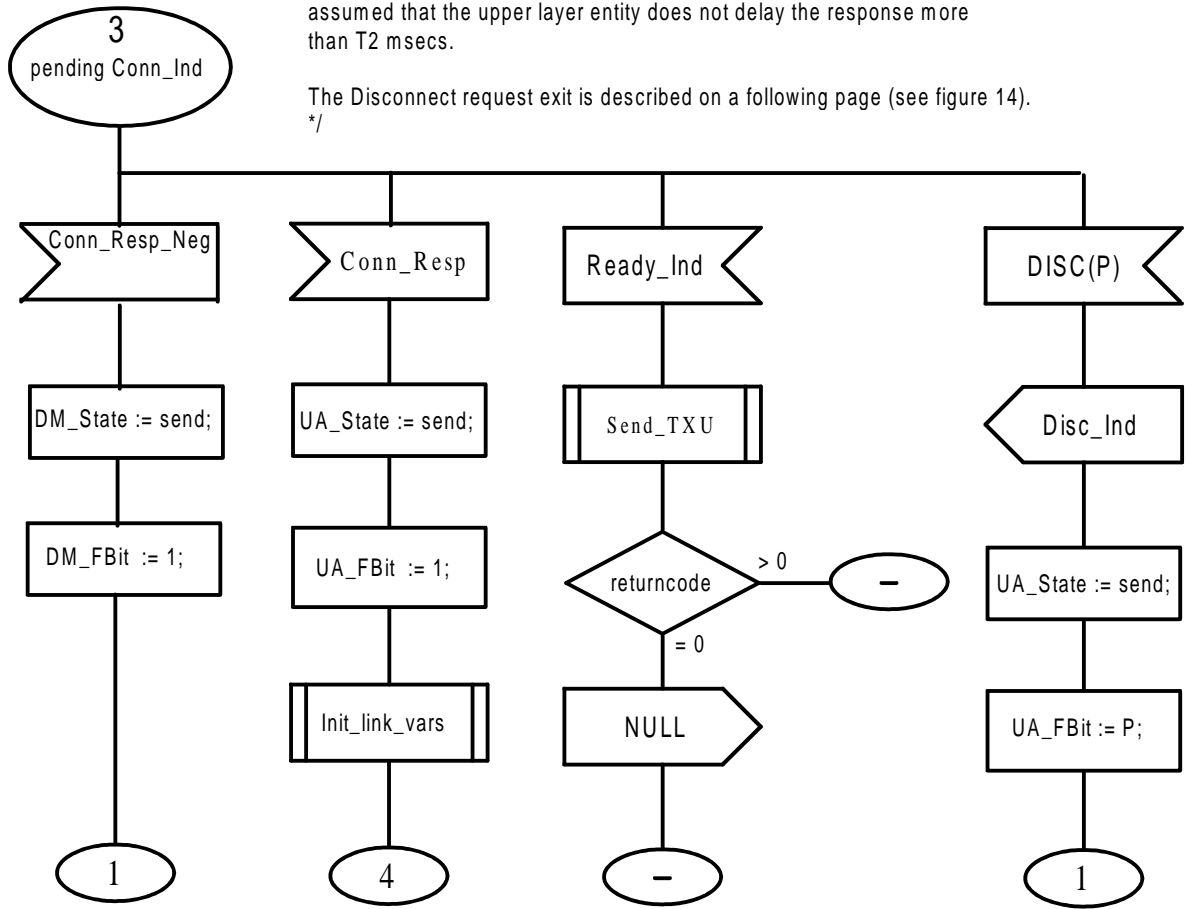 assumed that the upper layer entity does not delay the response more
than T2 msecs.
The Disconnect request exit is described on a following page (see figure 14).
*/
3
pending Conn_Ind
Conn_Resp_Neg
DM_State := send;
DM_FBit := 1;
1
Conn_Resp
UA_State := send;
UA_FBit := 1;
Init_link_vars
4
Ready_Ind
Send_TXU
returncode
> 0
–
= 0
NULL
–
DISC(P)
Disc_Ind
UA_State := send;
UA_FBit := P;
1